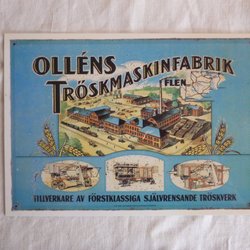 OLLÉNS
TRÖSKMASKINFABRIK
FLEN
TILLVERKARE AV FÖRSTKLASSIGA SJÄLVRENSANDE TRÖSKVERK